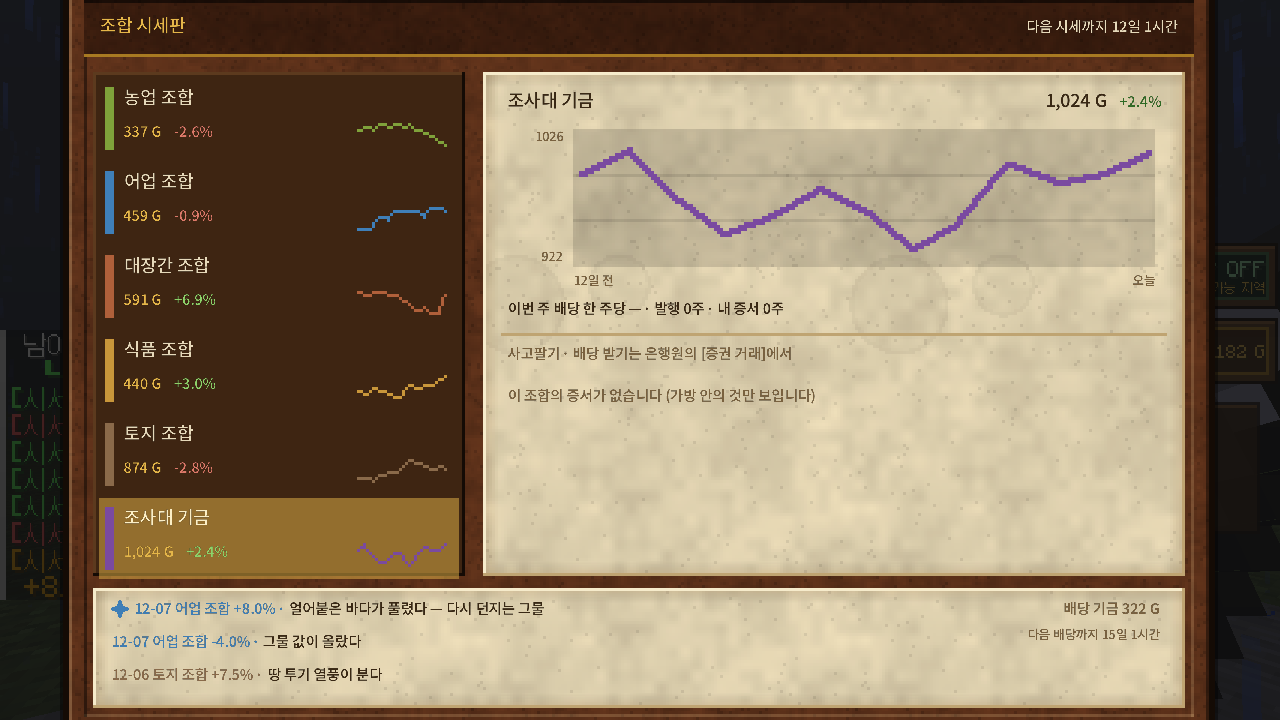 조합 시세판
다음 시세까지 12일 1시간
농업 조합
337 G -2.6%
어업 조합
459 G -0.9%
대장간 조합
591 G +6.9%
식품 조합
440 G +3.0%
토지 조합
874 G -2.8%
조사대 기금
1,024 G +2.4%
조사대 기금
1,024 G +2.4%
1026
922
12일 전
오늘
이번 주 배당 한 주당 — · 발행 0주 · 내 증서 0주
사고팔기 · 배당 받기는 은행원의 [증권 거래]에서
이 조합의 증서가 없습니다 (가방 안의 것만 보입니다)
12-07 어업 조합 +8.0% · 열어붙은 바다가 풀렸다 — 다시 던지는 그물
12-07 어업 조합 -4.0% · 그물 값이 올랐다
12-06 토지 조합 +7.5% · 땅 투기 열풍이 분다
배당 기금 322 G
다음 배당까지 15일 1시간
OFF
지역
182 G
+8.